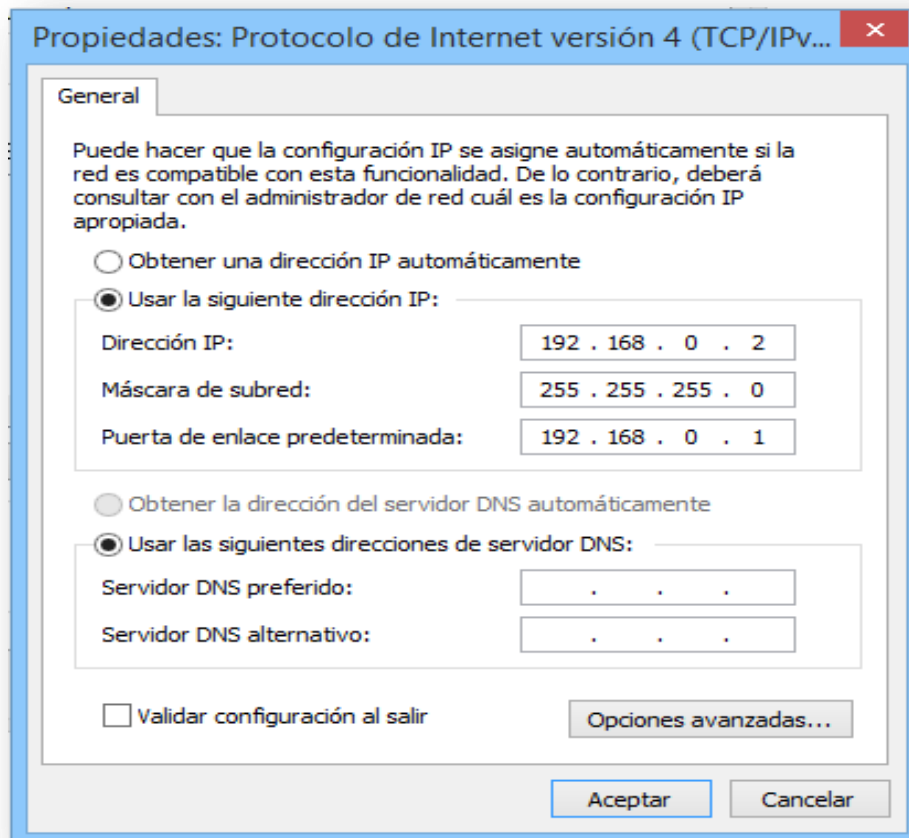 Propiedades: Protocolo de Internet versión 4 (TCP/IPv...
General
Puede hacer que la configuración IP se asigne automáticamente si la
red es compatible con esta funcionalidad. De lo contrario, deberá
consultar con el administrador de red cuál es la configuración IP
apropiada.
Obtener una dirección IP automáticamente
Usar la siguiente dirección IP:
Dirección IP: 192 . 168 . 0 . 2
Máscara de subred: 255 . 255 . 255 . 0
Puerta de enlace predeterminada: 192 . 168 . 0 . 1
Obtener la dirección del servidor DNS automáticamente
Usar las siguientes direcciones de servidor DNS:
Servidor DNS preferido: . . .
Servidor DNS alternativo: . . .
Validar configuración al salir
Opciones avanzadas...
Aceptar Cancelar